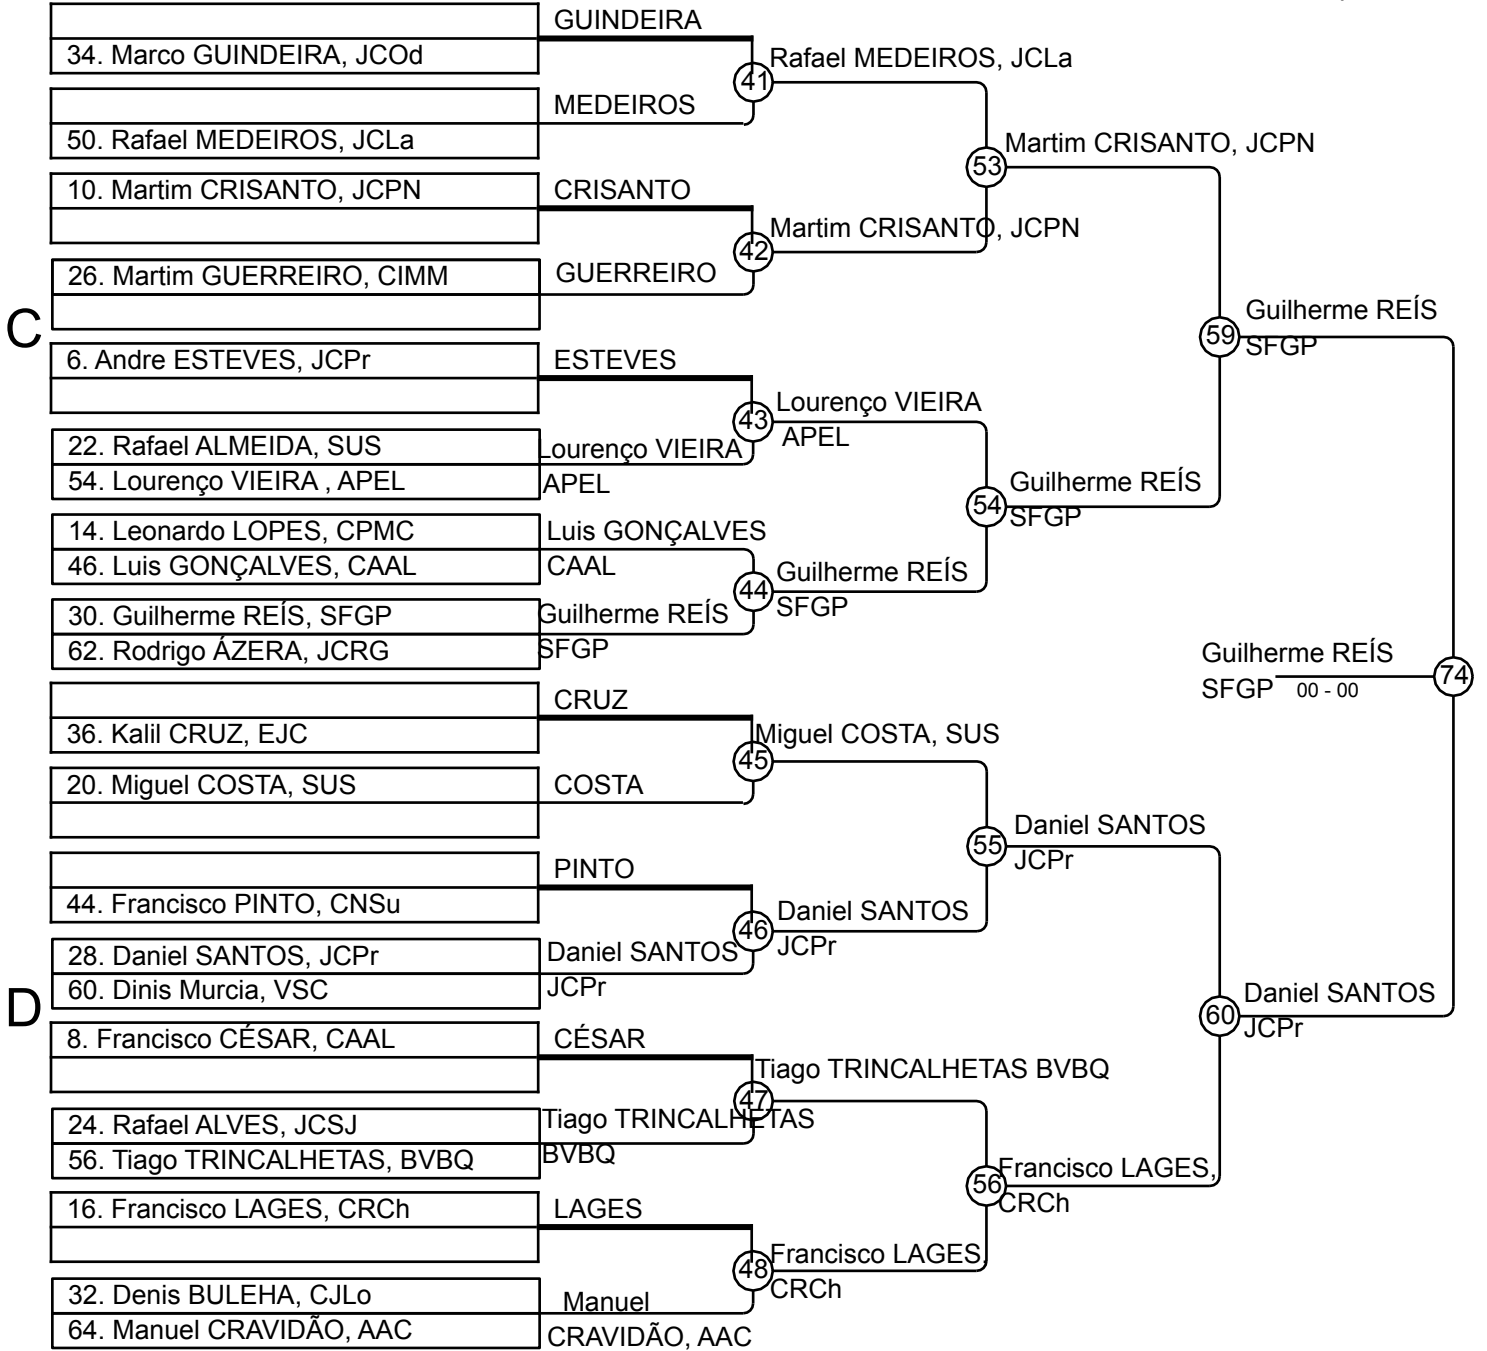 GUINDEIRA
34. Marco GUINDEIRA, JCOd
Rafael MEDEIROS, JCLa
41
MEDEIROS
50. Rafael MEDEIROS, JCLa
Martim CRISANTO, JCPN
53
10. Martim CRISANTO, JCPN
CRISANTO
Martim CRISANTO, JCPN
42
26. Martim GUERREIRO, CIMM
GUERREIRO
C
Guilherme REÍS
59
SFGP
6. Andre ESTEVES, JCPr
ESTEVES
Lourenço VIEIRA
43
APEL
22. Rafael ALMEIDA, SUS
Lourenço VIEIRA
54. Lourenço VIEIRA , APEL
APEL
Guilherme REÍS
54
SFGP
14. Leonardo LOPES, CPMC
Luis GONÇALVES
46. Luis GONÇALVES, CAAL
CAAL
Guilherme REÍS
44
SFGP
30. Guilherme REÍS, SFGP
Guilherme REÍS
62. Rodrigo ÁZERA, JCRG
SFGP
Guilherme REÍS
74
SFGP 00 - 00
CRUZ
36. Kalil CRUZ, EJC
Miguel COSTA, SUS
45
20. Miguel COSTA, SUS
COSTA
Daniel SANTOS
55
JCPr
PINTO
44. Francisco PINTO, CNSu
Daniel SANTOS
46
JCPr
28. Daniel SANTOS, JCPr
Daniel SANTOS
60. Dinis Murcia, VSC
JCPr
D
Daniel SANTOS
60
JCPr
8. Francisco CÉSAR, CAAL
CÉSAR
Tiago TRINCALHETAS BVBQ
47
24. Rafael ALVES, JCSJ
Tiago TRINCALHETAS
56. Tiago TRINCALHETAS, BVBQ
BVBQ
Francisco LAGES,
56
CRCh
16. Francisco LAGES, CRCh
LAGES
Francisco LAGES,
48
CRCh
32. Denis BULEHA, CJLo
Manuel
64. Manuel CRAVIDÃO, AAC
CRAVIDÃO, AAC